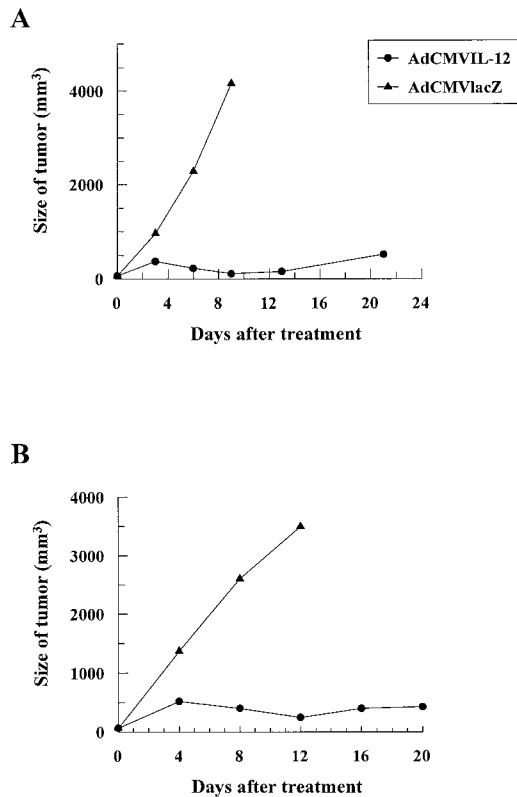 A
AdCMVIL-12
AdCMVlacZ
Size of tumor (mm³)
4000
2000
0
0 4 8 12 16 20 24
Days after treatment
B
Size of tumor (mm³)
4000
3000
2000
1000
0
0 4 8 12 16 20
Days after treatment